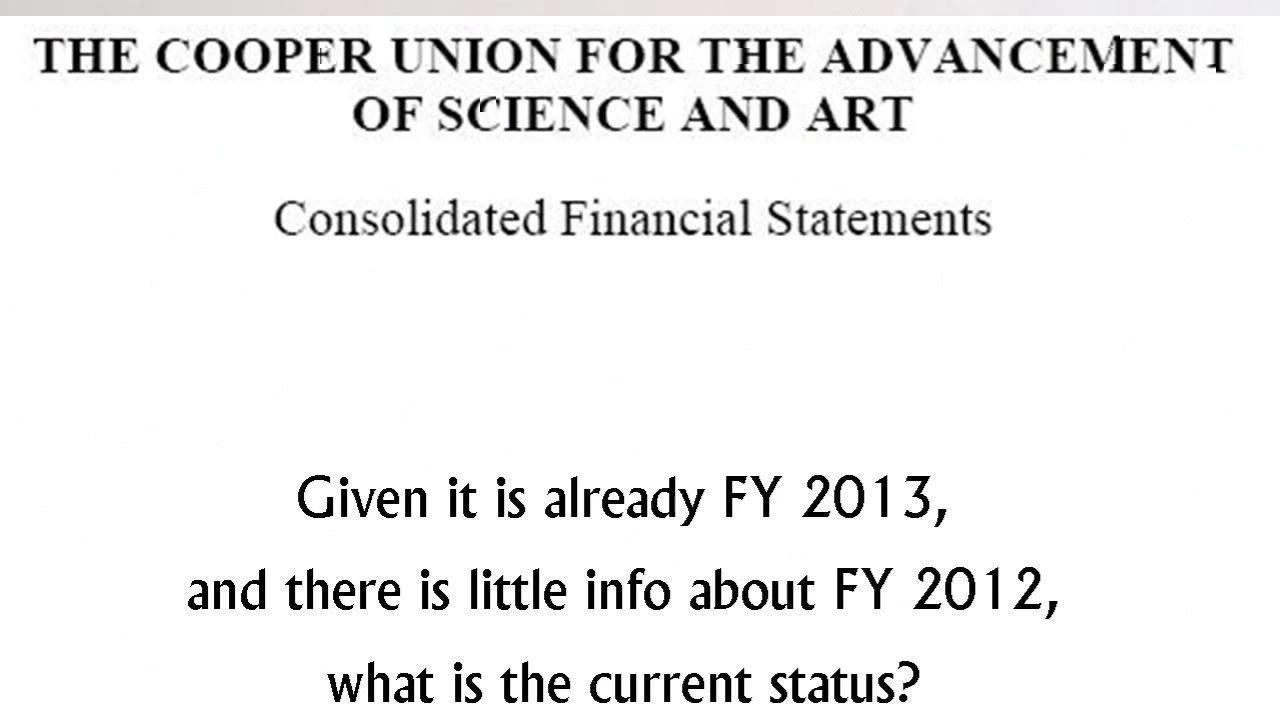 THE COOPER UNION FOR THE ADVANCEMENT
OF SCIENCE AND ART
Consolidated Financial Statements
Given it is already FY 2013,
and there is little info about FY 2012,
what is the current status?